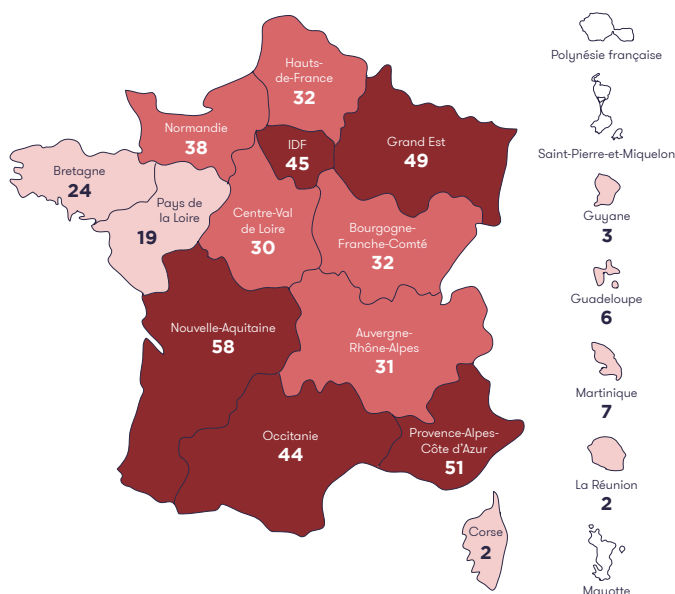 Hauts-
de-France
32
Normandie
38
IDF
45
Grand Est
49
Bretagne
24
Pays de
la Loire
19
Centre-Val
de Loire
30
Bourgogne-
Franche-Comté
32
Nouvelle-Aquitaine
58
Auvergne-
Rhône-Alpes
31
Occitanie
44
Provence-Alpes-
Côte d'Azur
51
Corse
2
Polynésie française
Saint-Pierre-et-Miquelon
Guyane
3
Guadeloupe
6
Martinique
7
La Réunion
2
Mayotte